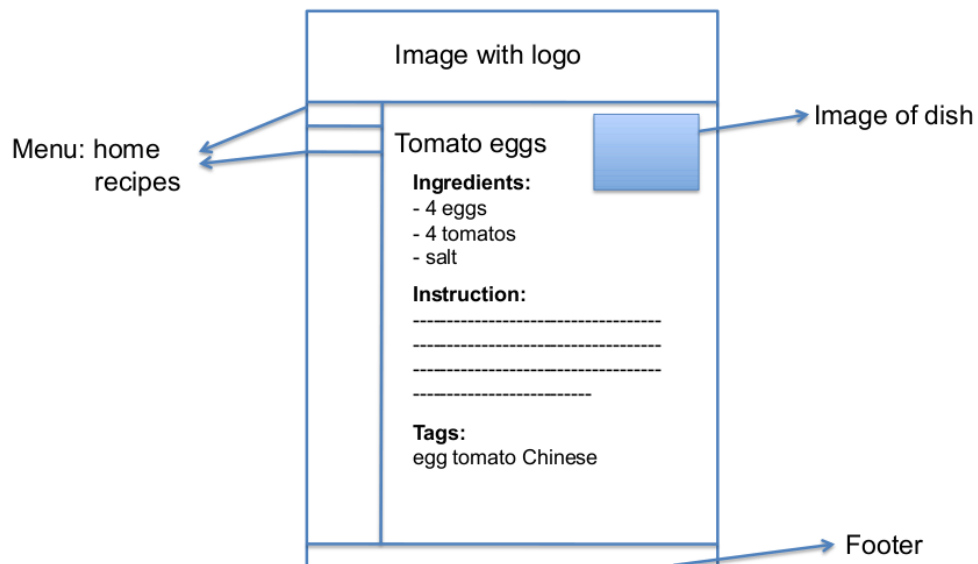 Image with logo
Image of dish
Menu: home
recipes
Tomato eggs
Ingredients:
- 4 eggs
- 4 tomatos
- salt
Instruction:
-------------------------------------
-------------------------------------
-------------------------------------
---------------------------
Tags:
egg tomato Chinese
Footer